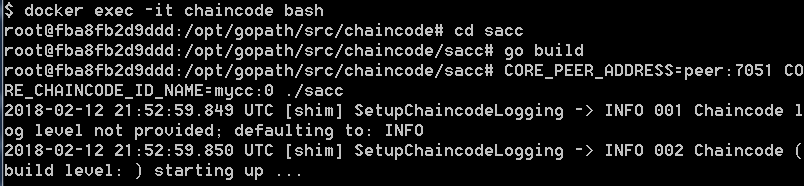 $ docker exec -it chaincode bash
root@fba8fb2d9ddd:/opt/gopath/src/chaincode# cd sacc
root@fba8fb2d9ddd:/opt/gopath/src/chaincode/sacc# go build
root@fba8fb2d9ddd:/opt/gopath/src/chaincode/sacc# CORE_PEER_ADDRESS=peer:7051 CO
RE_CHAINCODE_ID_NAME=mycc:0 ./sacc
2018-02-12 21:52:59.849 UTC [shim] SetupChaincodeLogging -> INFO 001 Chaincode l
og level not provided; defaulting to: INFO
2018-02-12 21:52:59.850 UTC [shim] SetupChaincodeLogging -> INFO 002 Chaincode (
build level: ) starting up ...